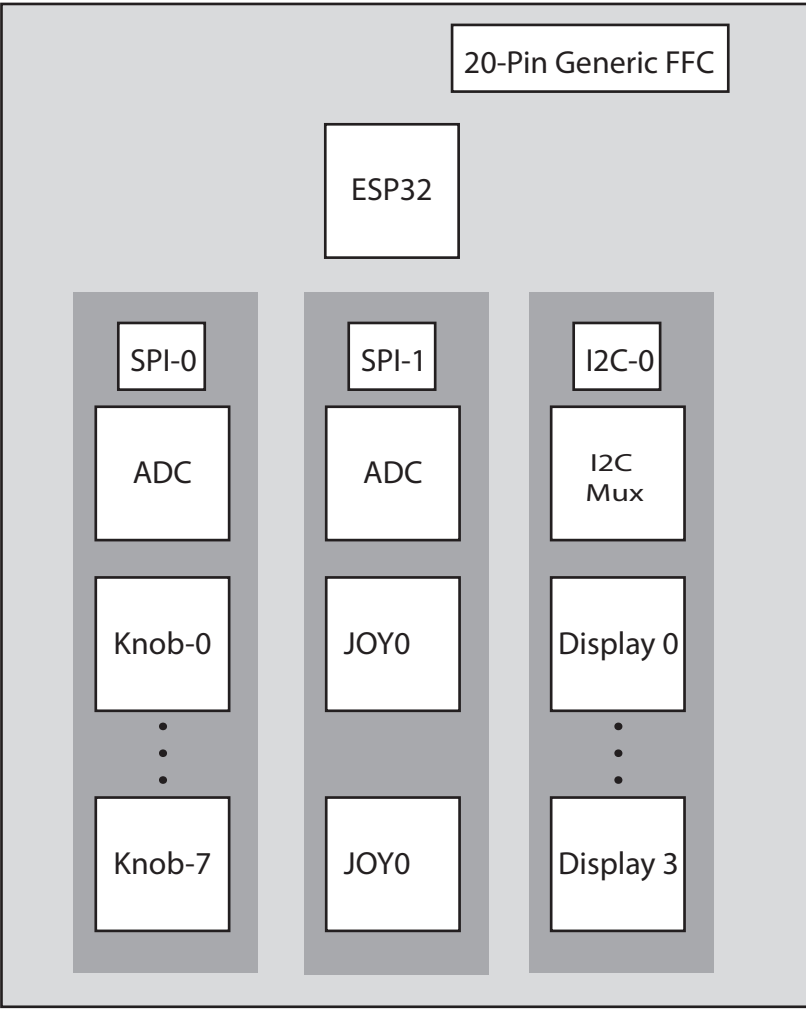 20-Pin Generic FFC
ESP32
SPI-0
ADC
Knob-0
Knob-7
SPI-1
ADC
JOY0
JOY0
I2C-0
I2C
Mux
Display 0
Display 3